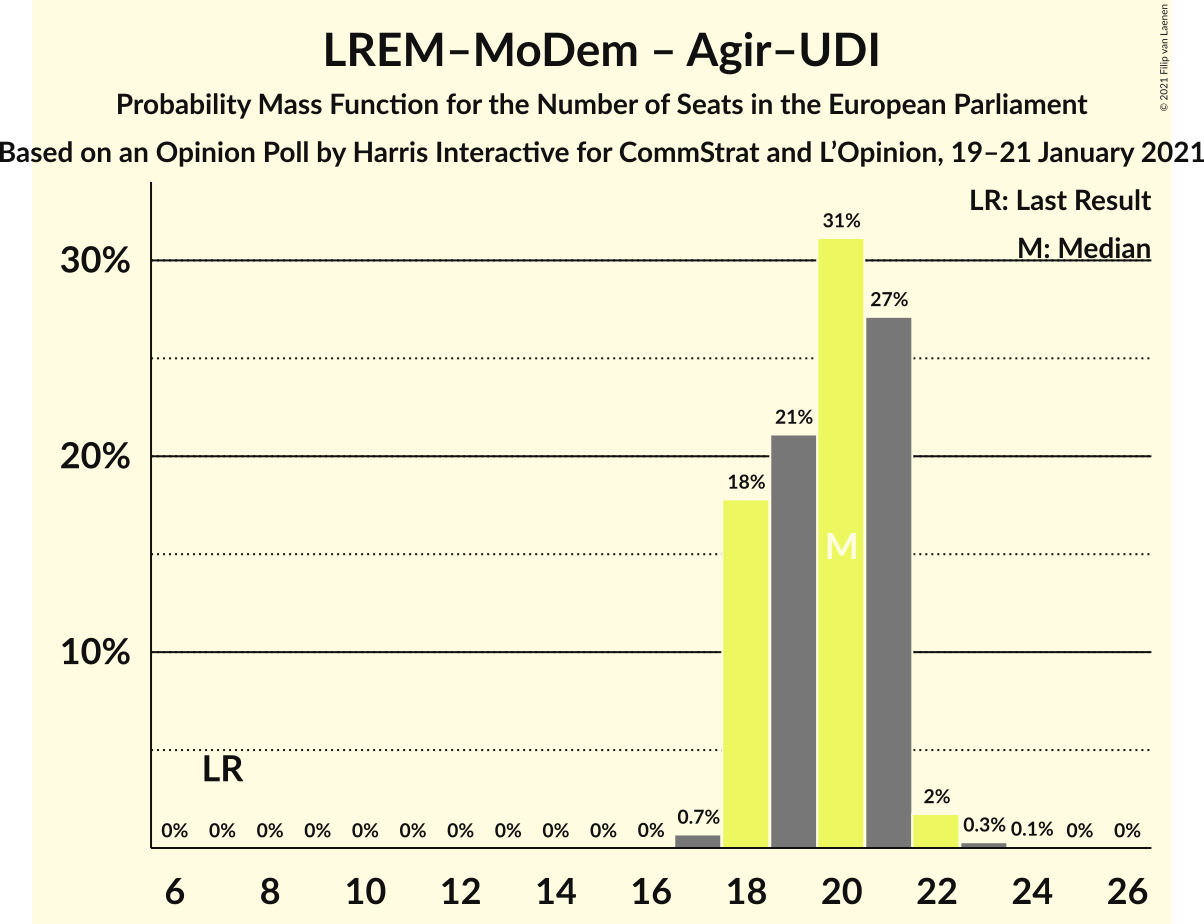 LREM–MoDem – Agir–UDI
Probability Mass Function for the Number of Seats in the European Parliament
Based on an Opinion Poll by Harris Interactive for CommStrat and L’Opinion, 19–21 January 2021
© 2021 Filip van Laenen
LR: Last Result
M: Median
30%
20%
10%
31%
27%
21%
18%
M
LR
0% 0% 0% 0% 0% 0% 0% 0% 0% 0% 0% 0.7% 2% 0.3% 0.1% 0% 0%
6 8 10 12 14 16 18 20 22 24 26